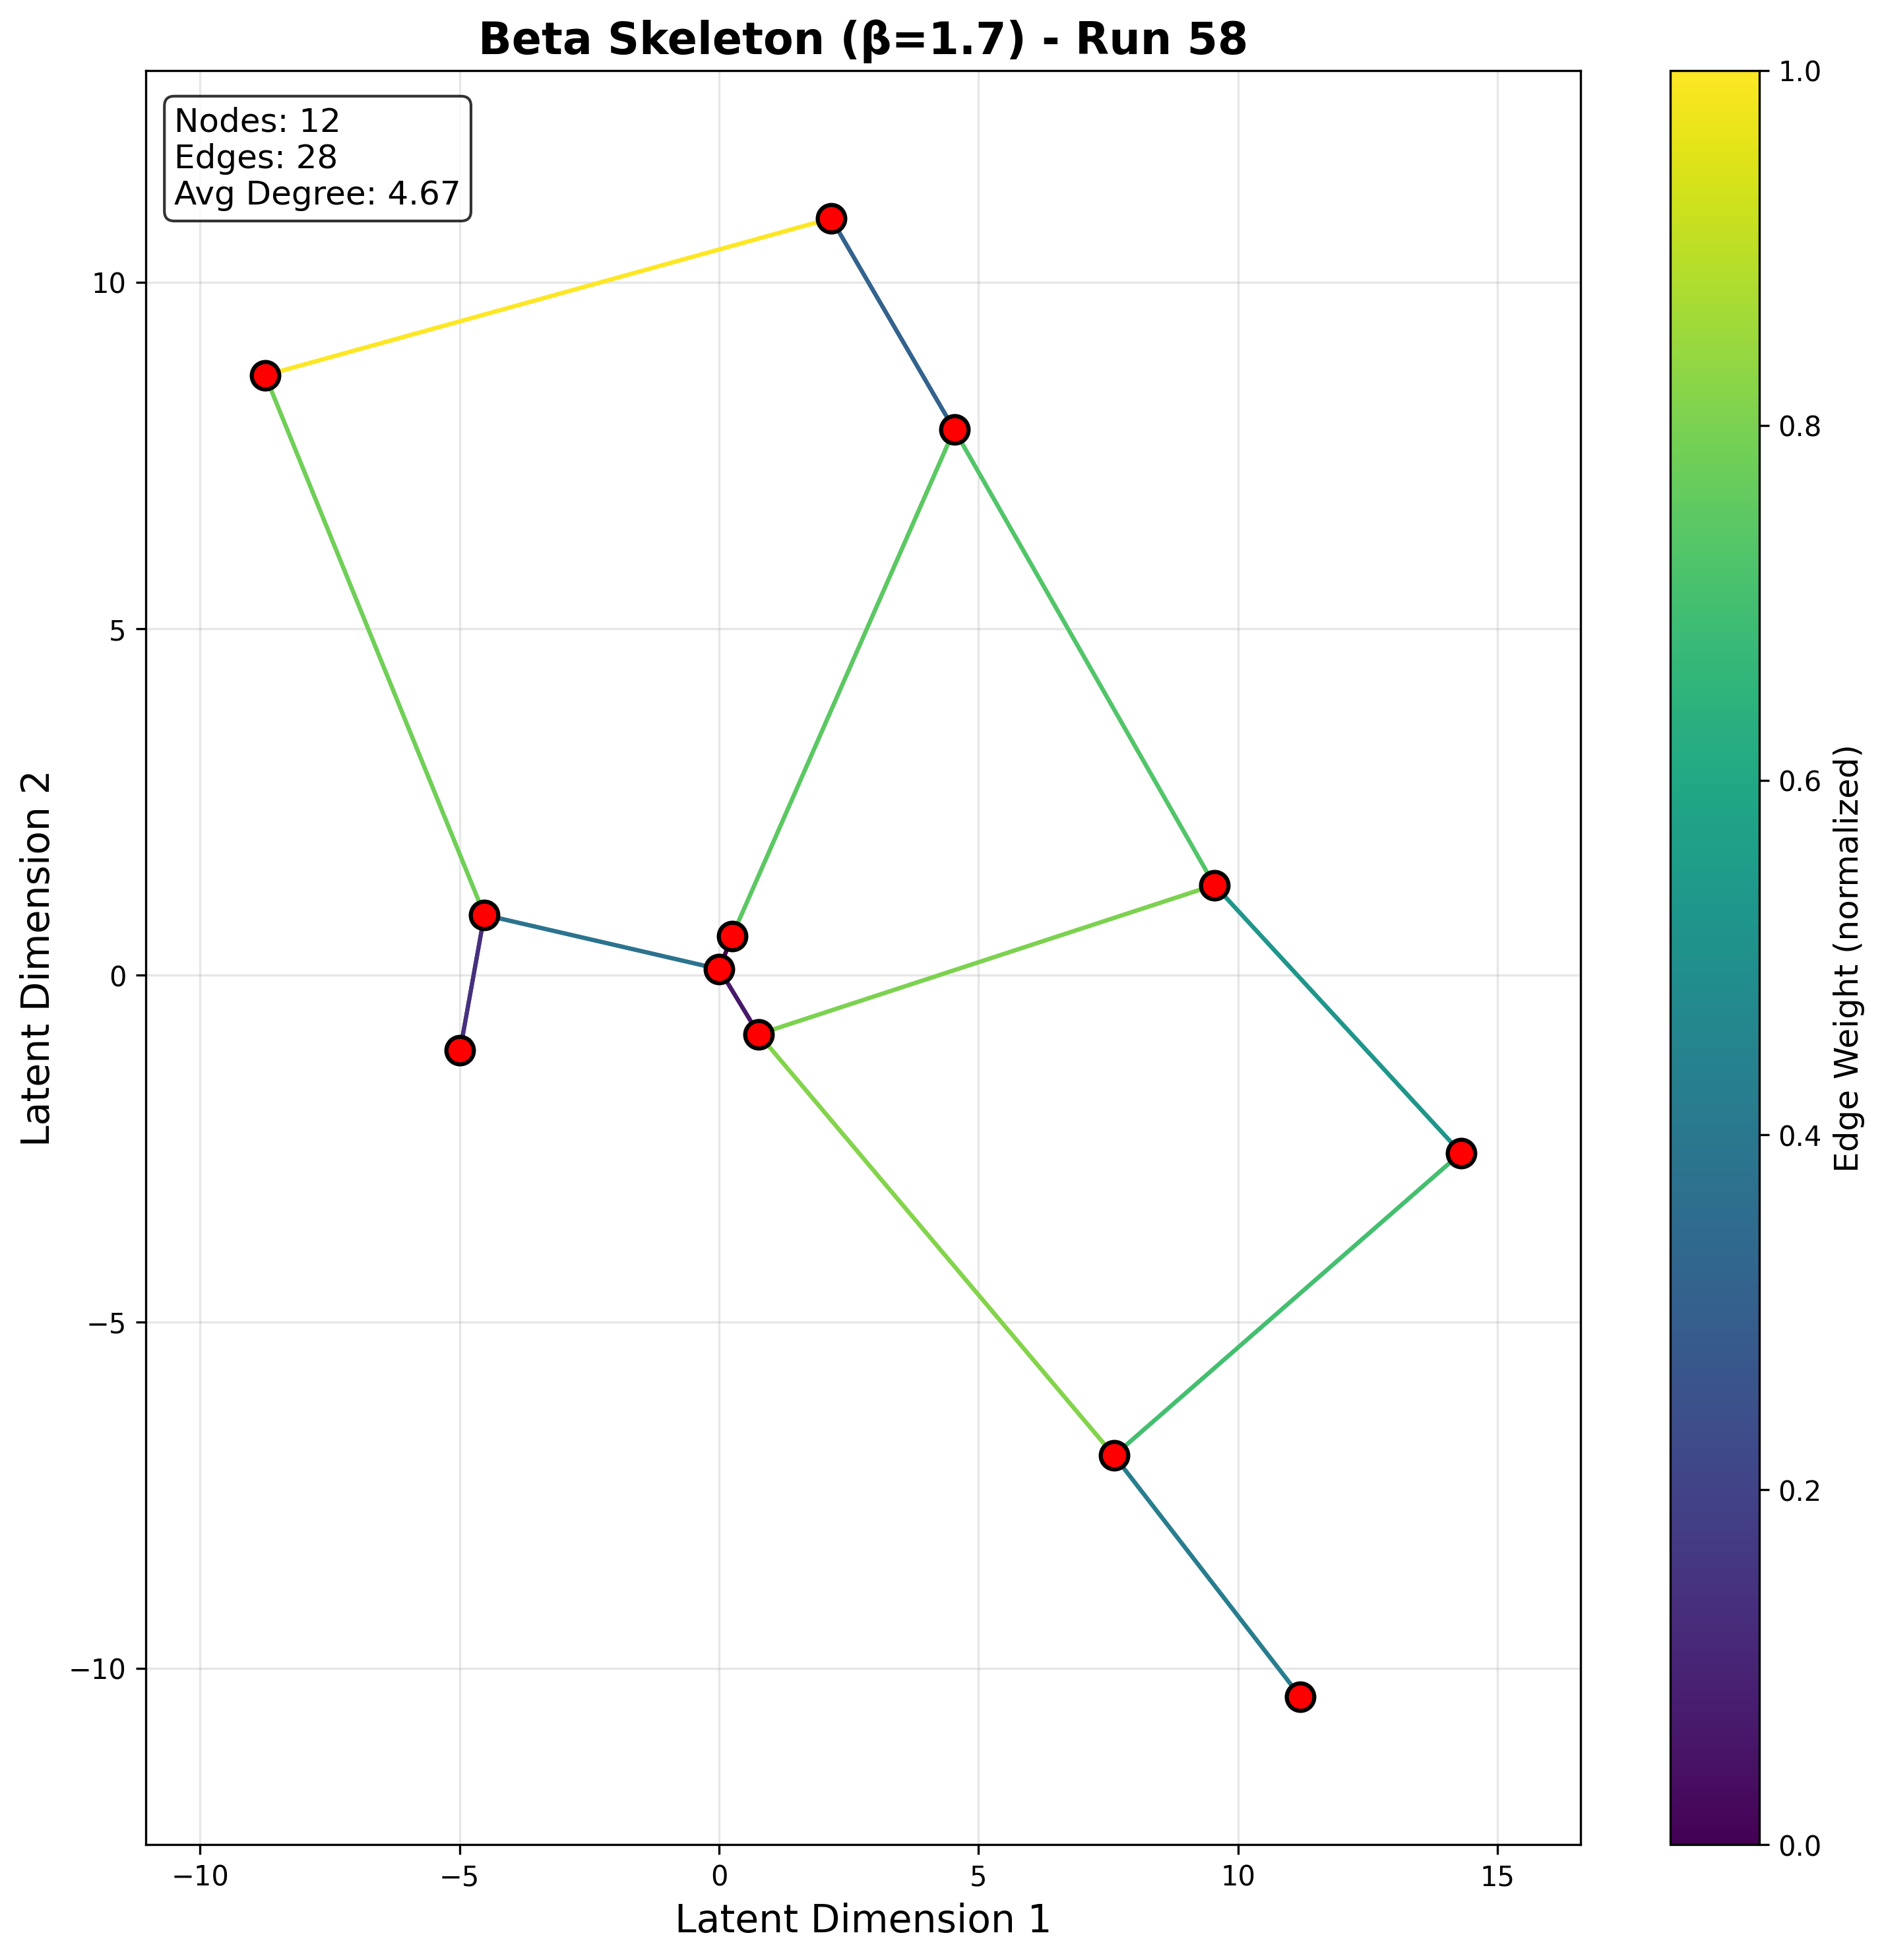 Beta Skeleton (β=1.7) - Run 58
Nodes: 12
Edges: 28
Avg Degree: 4.67
10
5
0
−5
−10
Latent Dimension 2
−10
−5
0
5
10
15
Latent Dimension 1
1.0
0.8
0.6
0.4
0.2
0.0
Edge Weight (normalized)